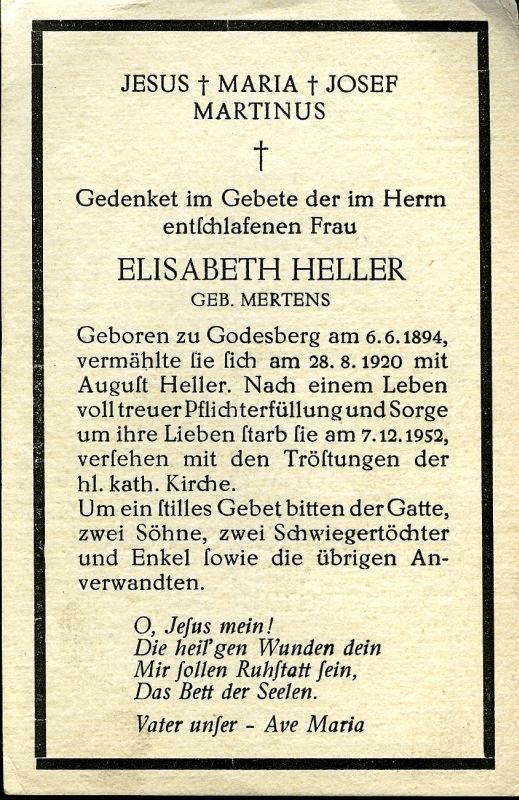 JESUS † MARIA † JOSEF
MARTINUS
†
Gedenket im Gebete der im Herrn
entſchlafenen Frau
ELISABETH HELLER
GEB. MERTENS
Geboren zu Godesberg am 6.6.1894,
vermählte ſie ſich am 28.8.1920 mit
Auguſt Heller. Nach einem Leben
voll treuer Pflichterfüllung und Sorge
um ihre Lieben ſtarb ſie am 7.12.1952,
verſehen mit den Tröſtungen der
hl. kath. Kirche.
Um ein ſtilles Gebet bitten der Gatte,
zwei Söhne, zwei Schwiegertöchter
und Enkel ſowie die übrigen An-
verwandten.
O, Jeſus mein!
Die heil'gen Wunden dein
Mir ſollen Ruhſtatt ſein,
Das Bett der Seelen.
Vater unſer - Ave Maria